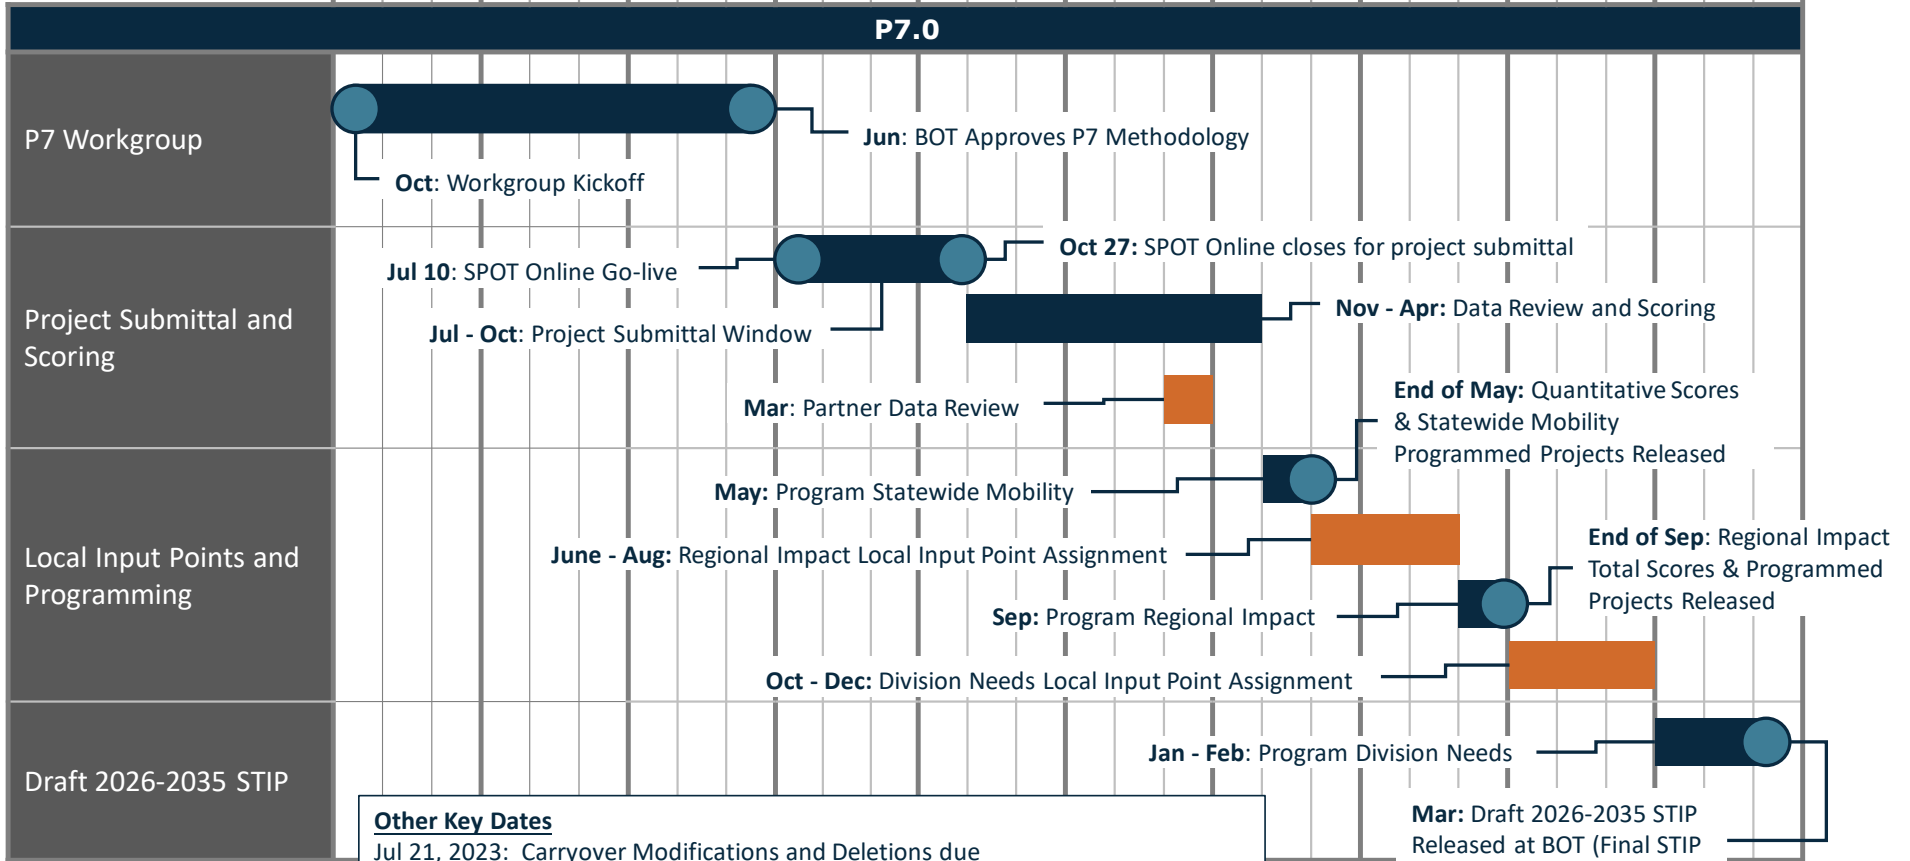 P7.0
P7 Workgroup
Jun: BOT Approves P7 Methodology
Oct: Workgroup Kickoff
Project Submittal and
Scoring
Oct 27: SPOT Online closes for project submittal
Jul 10: SPOT Online Go-live
Nov - Apr: Data Review and Scoring
Jul - Oct: Project Submittal Window
Mar: Partner Data Review
End of May: Quantitative Scores
& Statewide Mobility
Programmed Projects Released
Local Input Points and
Programming
May: Program Statewide Mobility
June - Aug: Regional Impact Local Input Point Assignment
End of Sep: Regional Impact
Total Scores & Programmed
Projects Released
Sep: Program Regional Impact
Oct - Dec: Division Needs Local Input Point Assignment
Draft 2026-2035 STIP
Jan - Feb: Program Division Needs
Mar: Draft 2026-2035 STIP
Released at BOT (Final STIP
Other Key Dates
Jul 21, 2023: Carryover Modifications and Deletions due